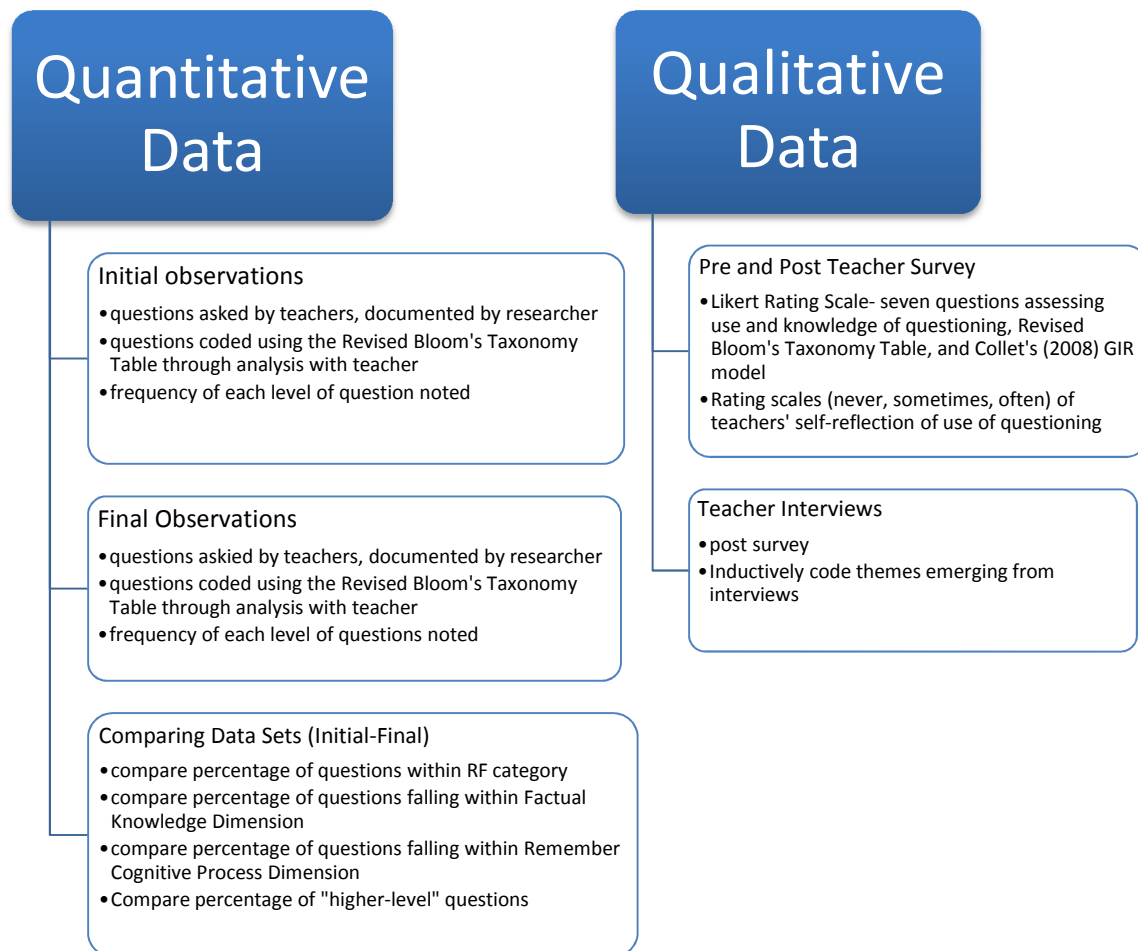 Quantitative
Data
Initial observations
•questions asked by teachers, documented by researcher
•questions coded using the Revised Bloom's Taxonomy
Table through analysis with teacher
•frequency of each level of question noted
Final Observations
•questions askied by teachers, documented by researcher
•questions coded using the Revised Bloom's Taxonomy
Table through analysis with teacher
•frequency of each level of questions noted
Comparing Data Sets (Initial-Final)
•compare percentage of questions within RF category
•compare percentage of questions falling within Factual
Knowledge Dimension
•compare percentage of questions falling within Remember
Cognitive Process Dimension
•Compare percentage of "higher-level" questions
Qualitative
Data
Pre and Post Teacher Survey
•Likert Rating Scale- seven questions assessing
use and knowledge of questioning, Revised
Bloom's Taxonomy Table, and Collet's (2008) GIR
model
•Rating scales (never, sometimes, often) of
teachers' self-reflection of use of questioning
Teacher Interviews
•post survey
•Inductively code themes emerging from
interviews